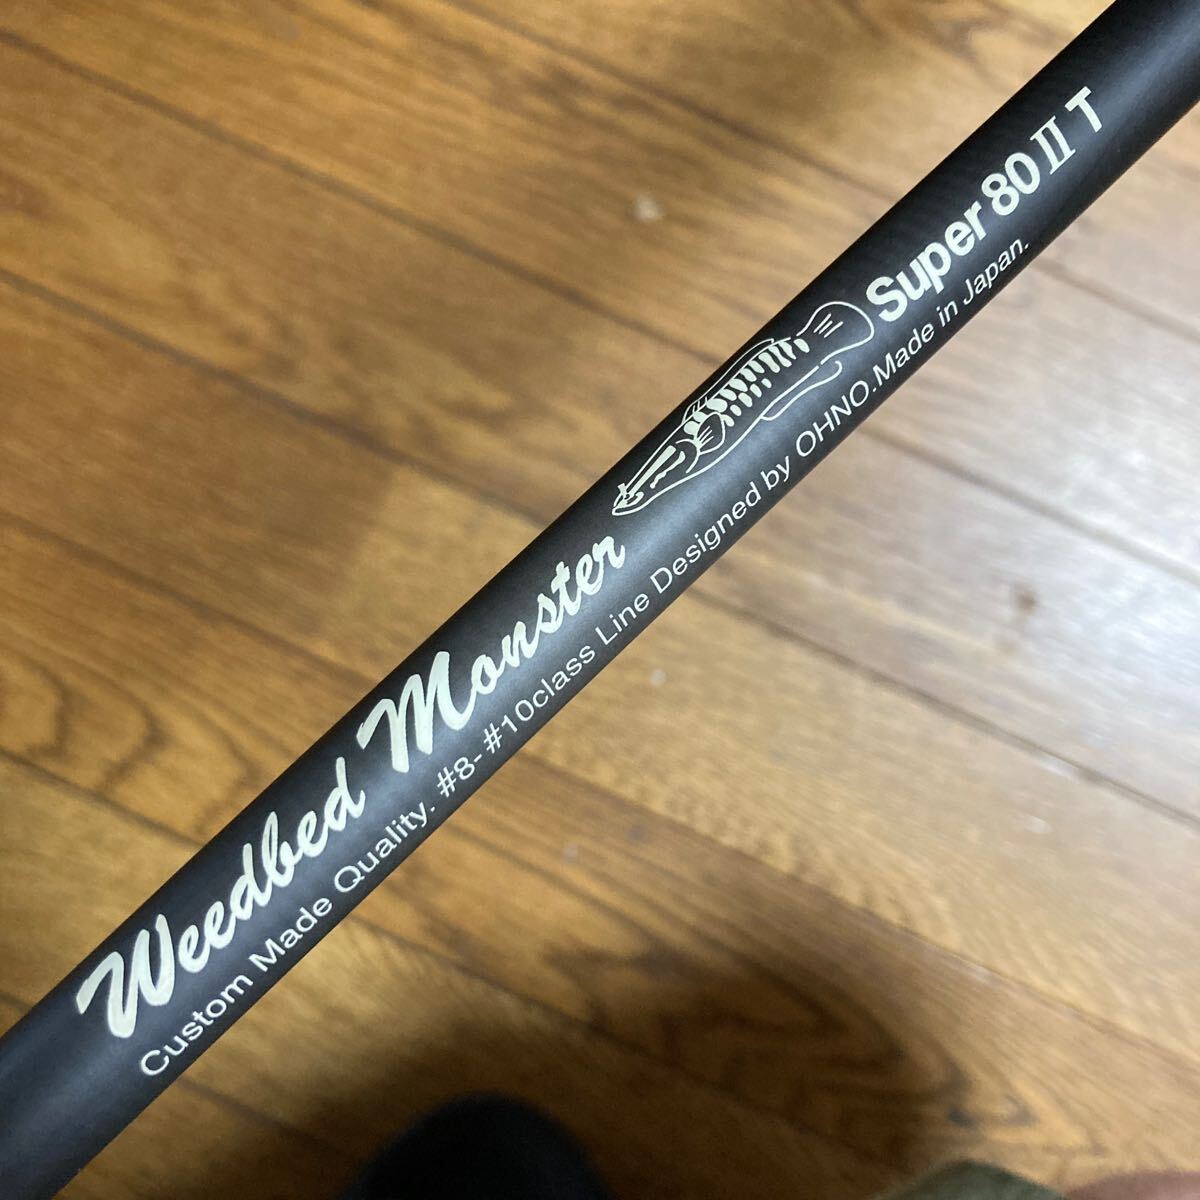 Weedbed Monster Super 80 II T
Custom Made Quality. #8-#10class Line Designed by OHNO.Made in Japan.